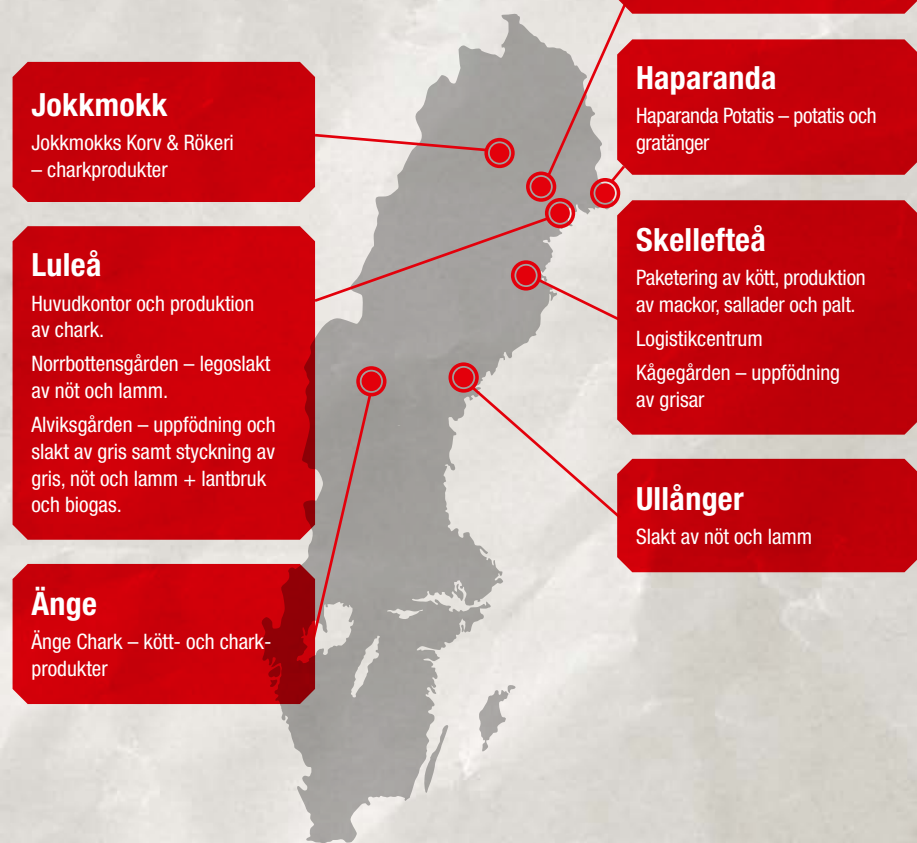 Jokkmokk
Jokkmokks Korv & Rökeri
– charkprodukter
Luleå
Huvudkontor och produktion
av chark.
Norrbottensgården – legoslakt
av nöt och lamm.
Alviksgården – uppfödning och
slakt av gris samt styckning av
gris, nöt och lamm + lantbruk
och biogas.
Änge
Änge Chark – kött- och chark-
produkter
Haparanda
Haparanda Potatis – potatis och
gratänger
Skellefteå
Paketering av kött, produktion
av mackor, sallader och palt.
Logistikcentrum
Kågegården – uppfödning
av grisar
Ullånger
Slakt av nöt och lamm